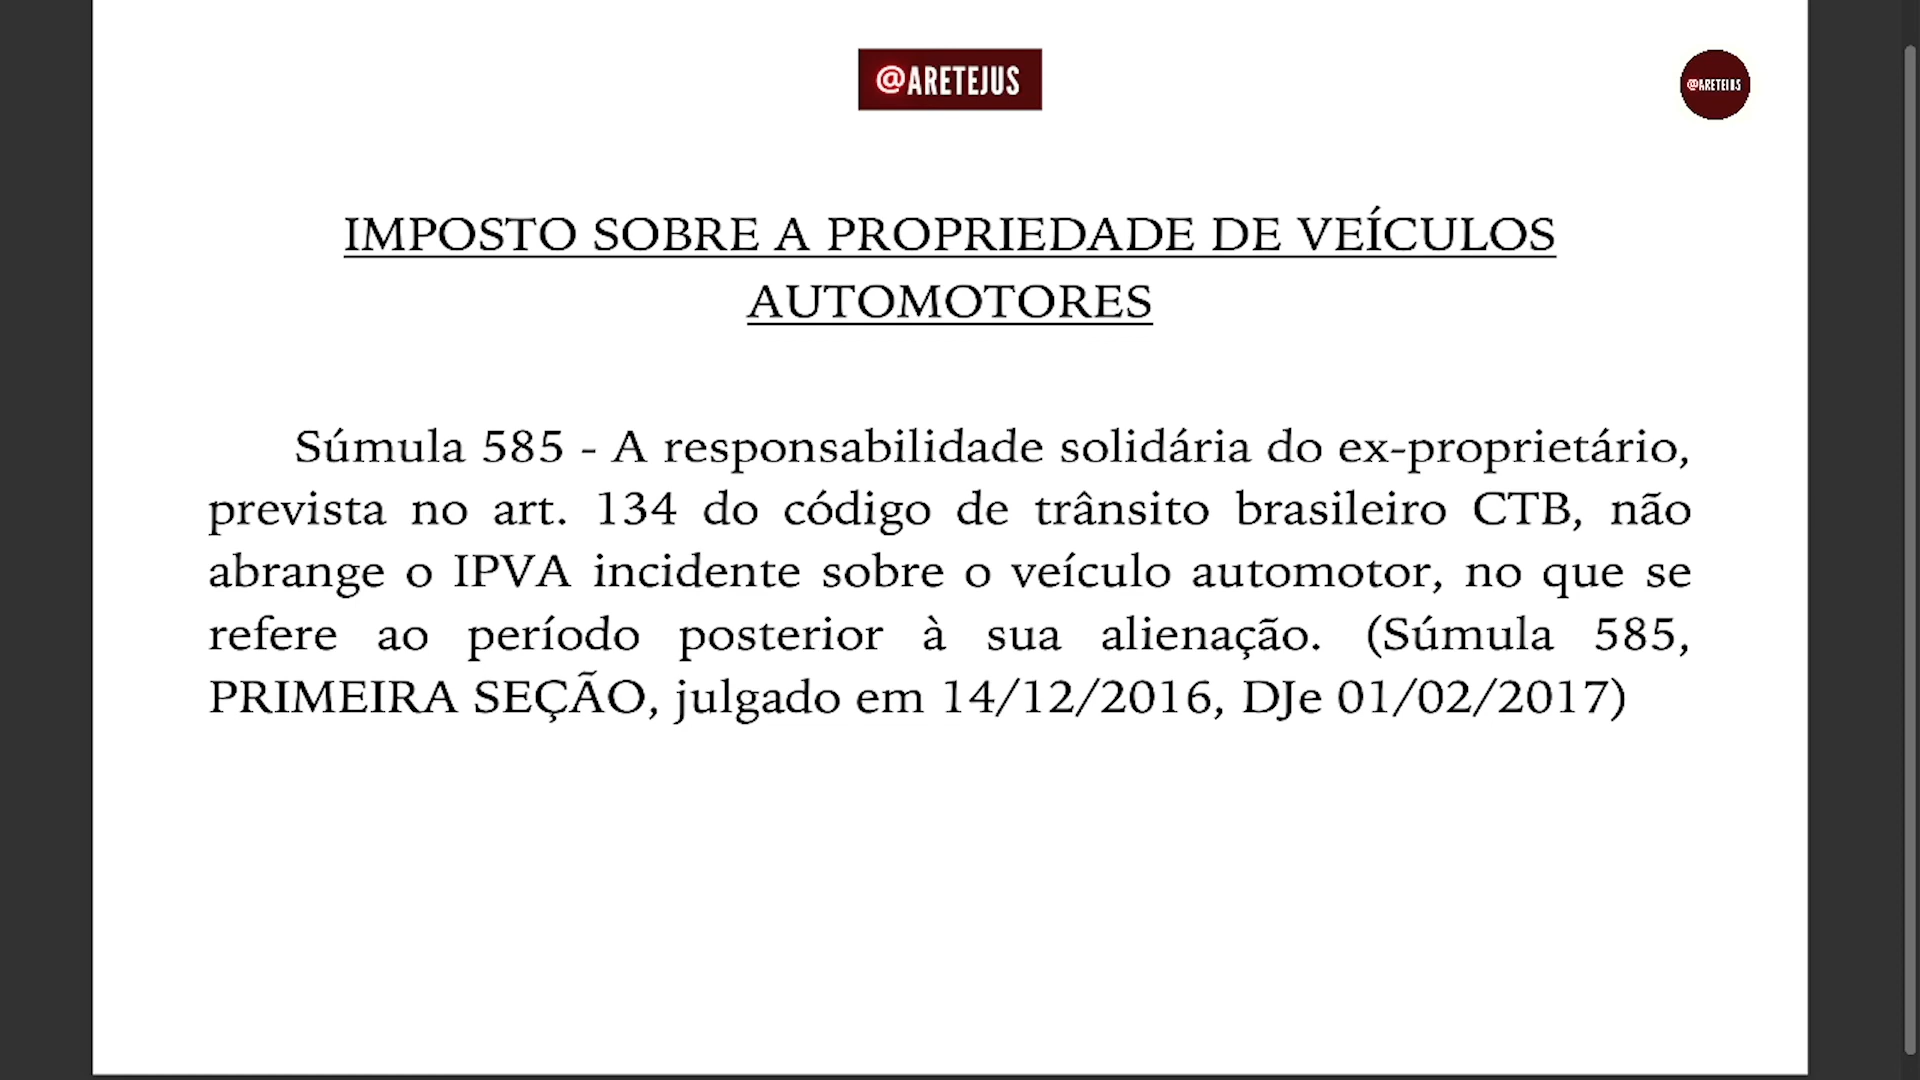 @ARETEJUS
@ARETEJUS
IMPOSTO SOBRE A PROPRIEDADE DE VEÍCULOS
AUTOMOTORES
Súmula 585 - A responsabilidade solidária do ex-proprietário,
prevista no art. 134 do código de trânsito brasileiro CTB, não
abrange o IPVA incidente sobre o veículo automotor, no que se
refere ao período posterior à sua alienação. (Súmula 585,
PRIMEIRA SEÇÃO, julgado em 14/12/2016, DJe 01/02/2017)